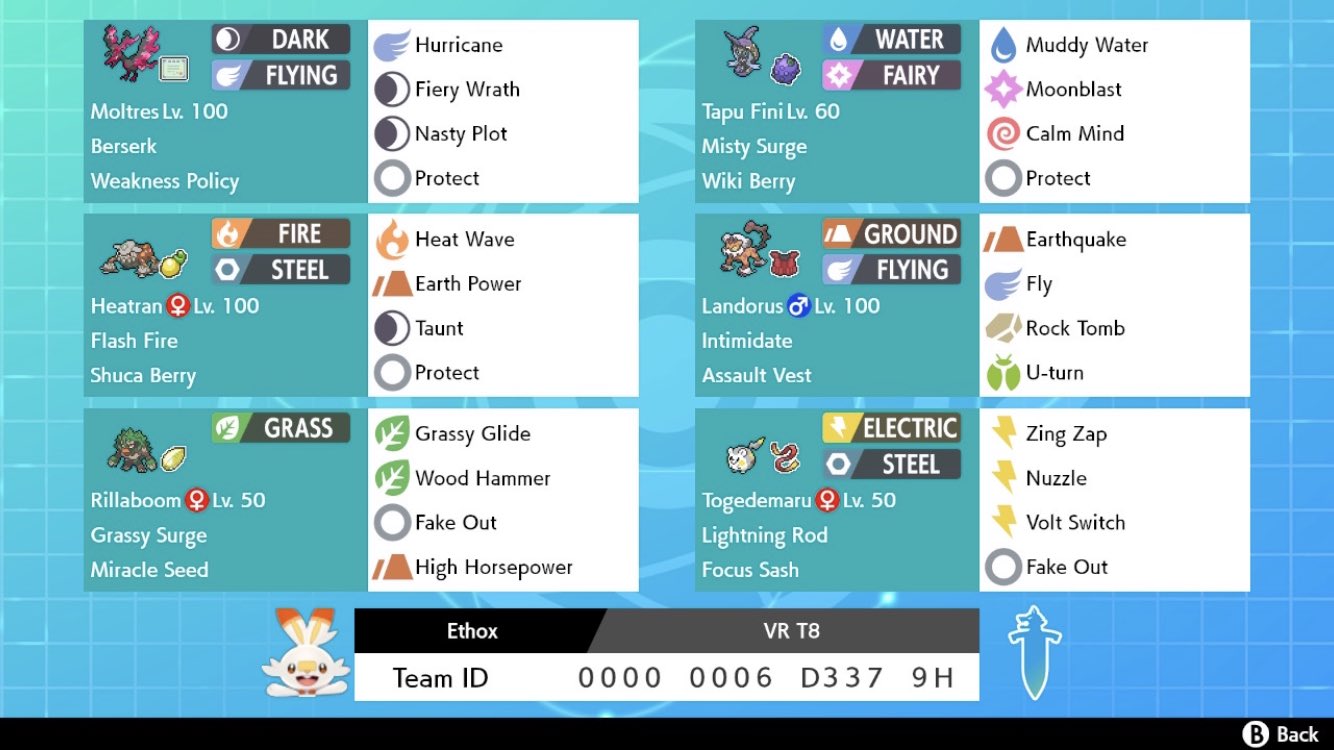 DARK
FLYING
Moltres Lv. 100
Berserk
Weakness Policy
Hurricane
Fiery Wrath
Nasty Plot
Protect
WATER
FAIRY
Tapu Fini Lv. 60
Misty Surge
Wiki Berry
Muddy Water
Moonblast
Calm Mind
Protect
FIRE
STEEL
Heatran ♀ Lv. 100
Flash Fire
Shuca Berry
Heat Wave
Earth Power
Taunt
Protect
GROUND
FLYING
Landorus ♂ Lv. 100
Intimidate
Assault Vest
Earthquake
Fly
Rock Tomb
U-turn
GRASS
Rillaboom ♀ Lv. 50
Grassy Surge
Miracle Seed
Grassy Glide
Wood Hammer
Fake Out
High Horsepower
ELECTRIC
STEEL
Togedemaru ♀ Lv. 50
Lightning Rod
Focus Sash
Zing Zap
Nuzzle
Volt Switch
Fake Out
Ethox VR T8
Team ID 0000 0006 D337 9H
B Back